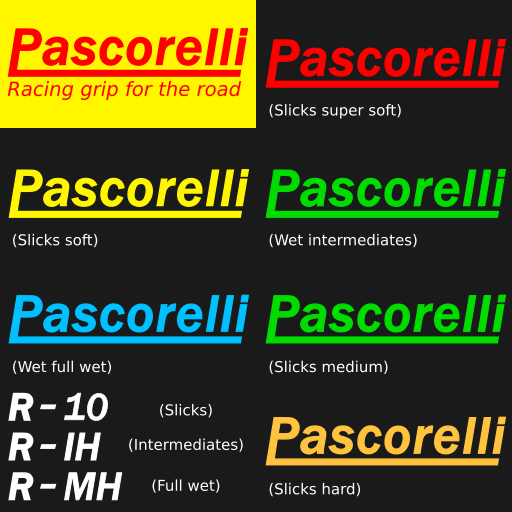 Pascorelli
Racing grip for the road
Pascorelli
(Slicks super soft)
Pascorelli
(Slicks soft)
Pascorelli
(Wet intermediates)
Pascorelli
(Wet full wet)
Pascorelli
(Slicks medium)
R-10 (Slicks)
R-IH (Intermediates)
R-MH (Full wet)
Pascorelli
(Slicks hard)